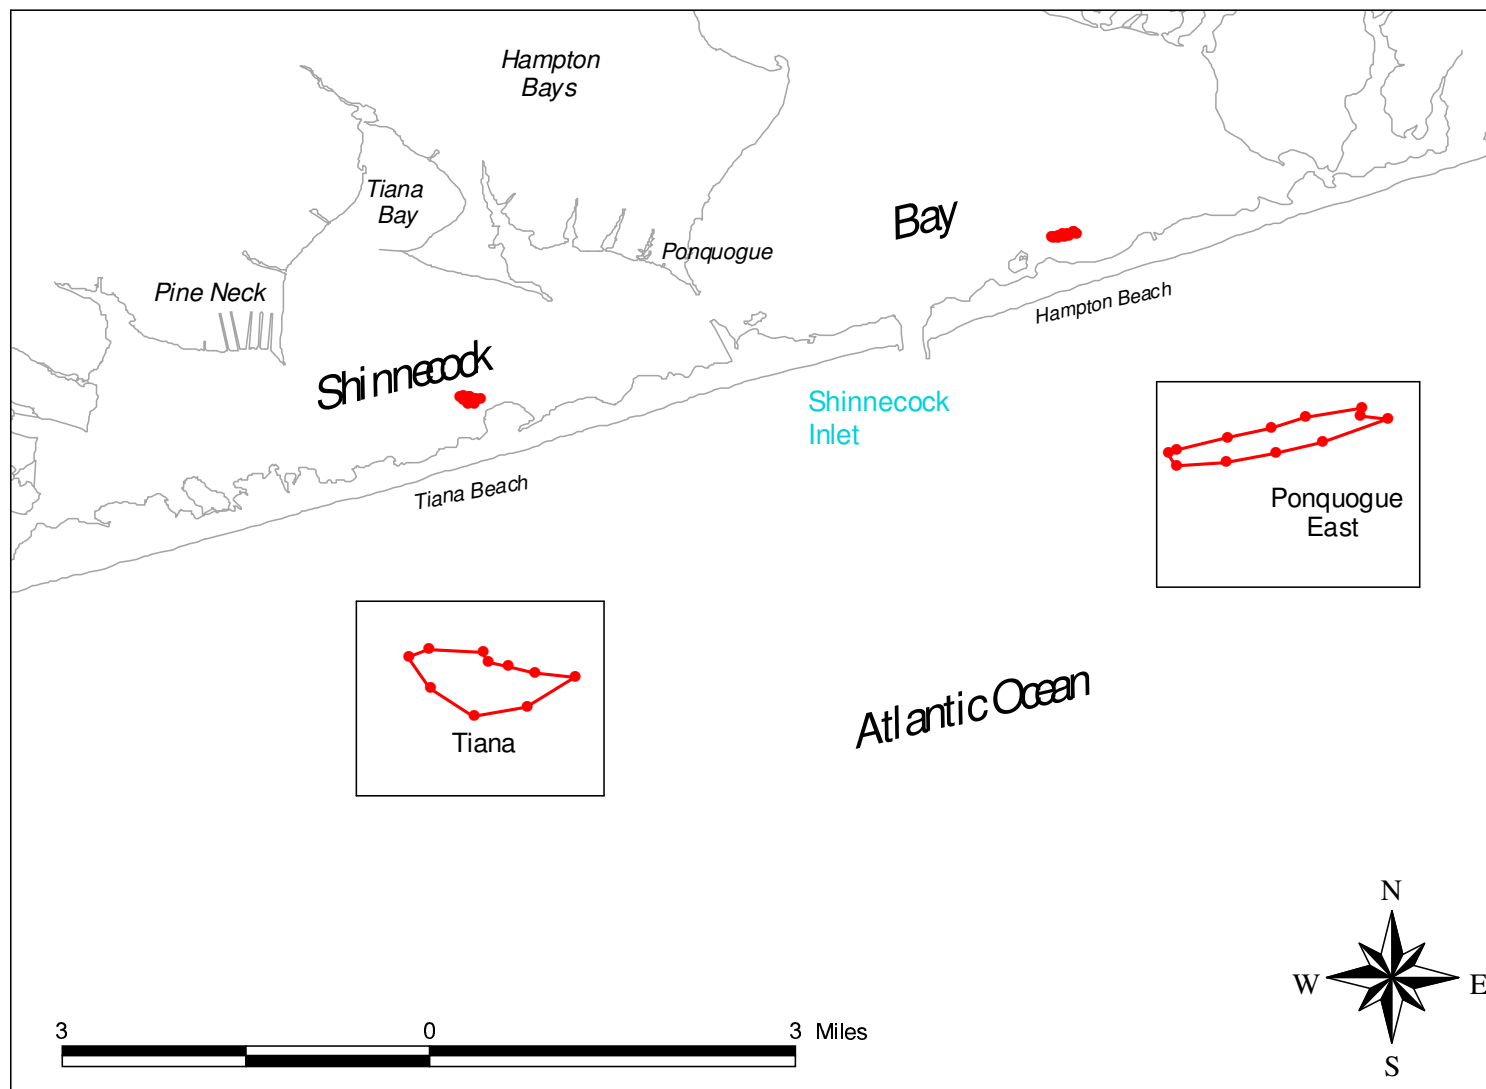 Hampton
Bays
Tiana
Bay
Bay
Ponquogue
Pine Neck
Hampton Beach
Shinnecock
Shinnecock
Inlet
Tiana Beach
Ponquogue
East
Tiana
Atlantic Ocean
N
W
E
S
3 0 3 Miles